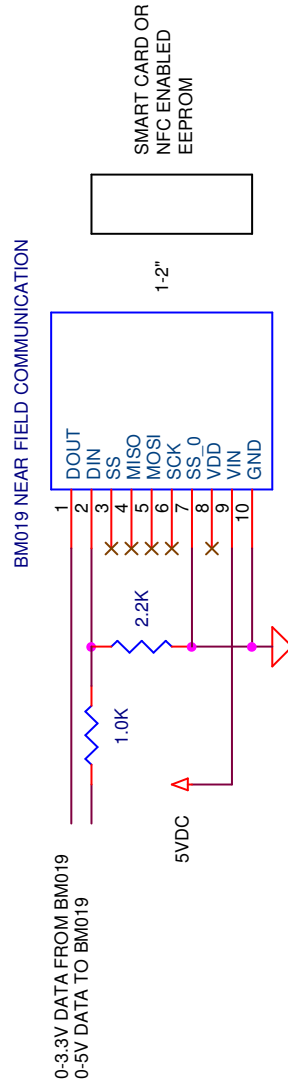 BM019 NEAR FIELD COMMUNICATION
0-3.3V DATA FROM BM019
0-5V DATA TO BM019
1.0K
2.2K
5VDC
1 DOUT
2 DIN
3 SS
4 MISO
5 MOSI
6 SCK
7 SS_0
8 VDD
9 VIN
10 GND
1-2"
SMART CARD OR
NFC ENABLED
EEPROM